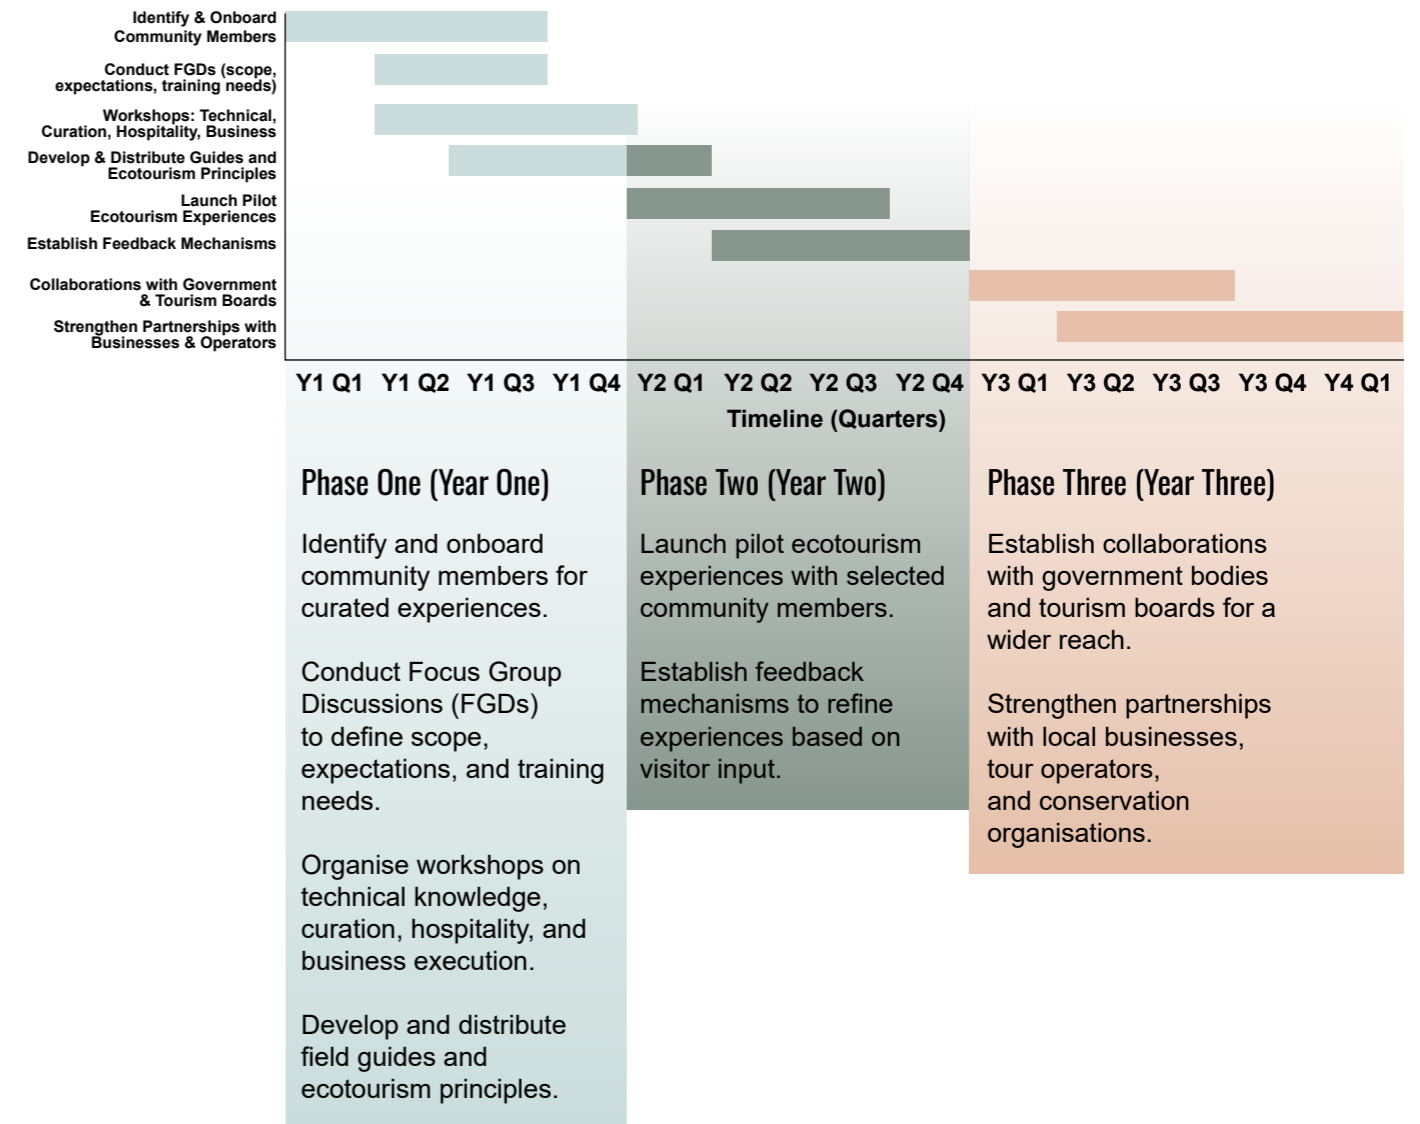 Identify & Onboard
Community Members
Conduct FGDs (scope,
expectations, training needs)
Workshops: Technical,
Curation, Hospitality, Business
Develop & Distribute Guides and
Ecotourism Principles
Launch Pilot
Ecotourism Experiences
Establish Feedback Mechanisms
Collaborations with Government
& Tourism Boards
Strengthen Partnerships with
Businesses & Operators
Y1 Q1 Y1 Q2 Y1 Q3 Y1 Q4 Y2 Q1 Y2 Q2 Y2 Q3 Y2 Q4 Y3 Q1 Y3 Q2 Y3 Q3 Y3 Q4 Y4 Q1
Timeline (Quarters)
Phase One (Year One)
Identify and onboard
community members for
curated experiences.
Conduct Focus Group
Discussions (FGDs)
to define scope,
expectations, and training
needs.
Organise workshops on
technical knowledge,
curation, hospitality, and
business execution.
Develop and distribute
field guides and
ecotourism principles.
Phase Two (Year Two)
Launch pilot ecotourism
experiences with selected
community members.
Establish feedback
mechanisms to refine
experiences based on
visitor input.
Phase Three (Year Three)
Establish collaborations
with government bodies
and tourism boards for a
wider reach.
Strengthen partnerships
with local businesses,
tour operators,
and conservation
organisations.